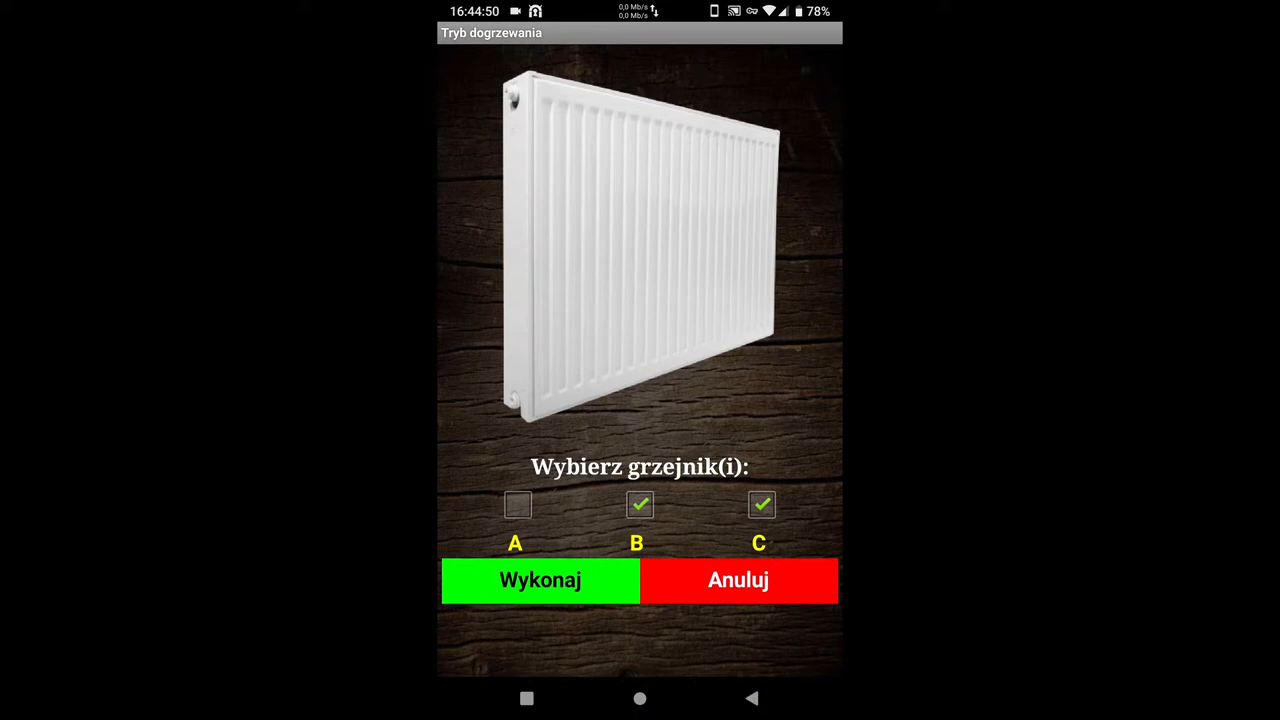 16:44:50 0,0 Mb/s 78%
0,0 Mb/s
Tryb dogrzewania
Wybierz grzejnik(i):
A B C
Wykonaj Anuluj